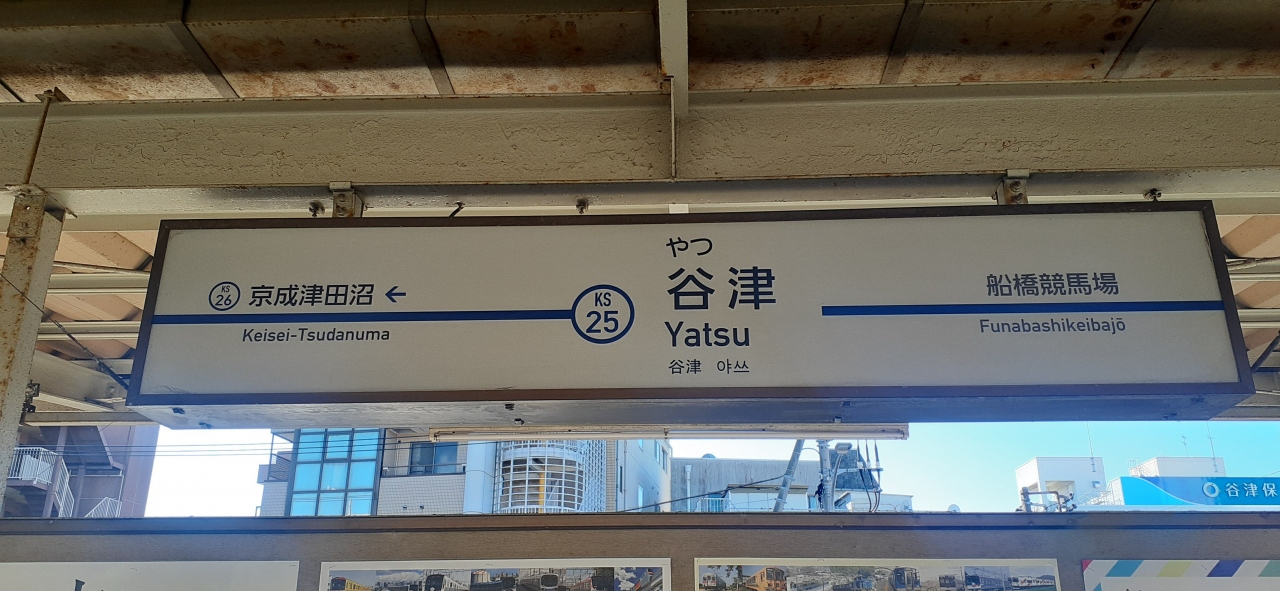 KS
26
京成津田沼 ←
Keisei-Tsudanuma
KS
25
やつ
谷津
Yatsu
谷津 야쓰
船橋競馬場
Funabashikeibajō
谷津保